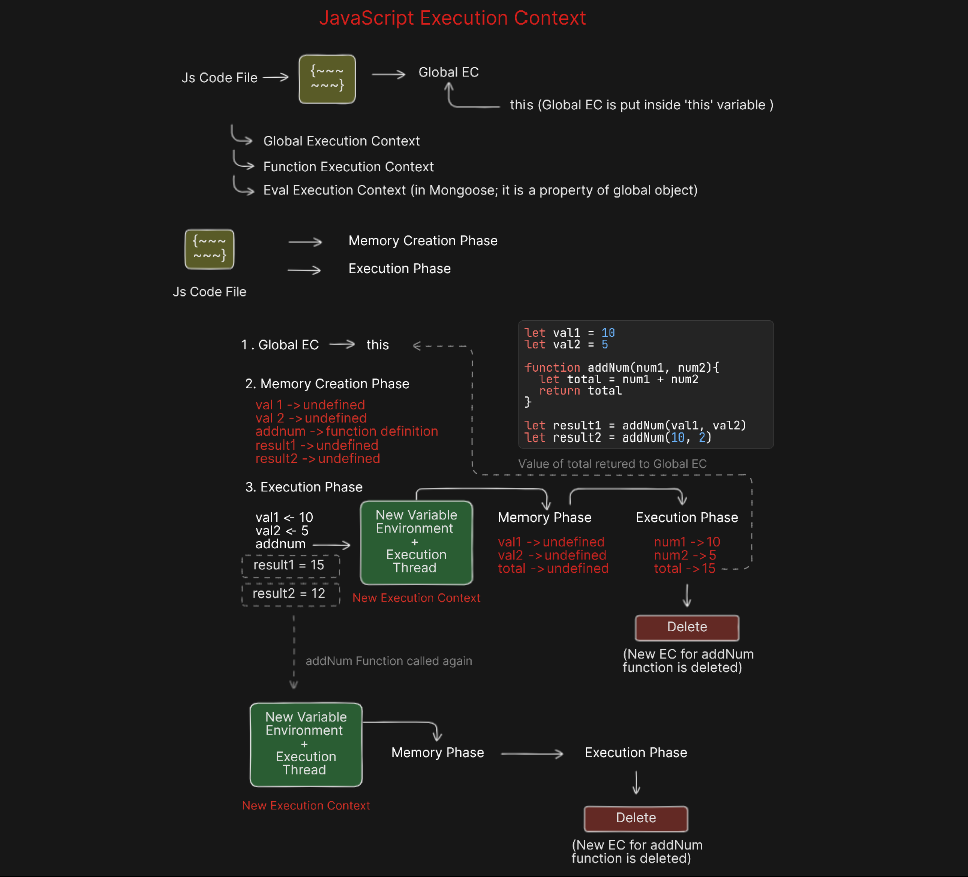 JavaScript Execution Context
Js Code File
{~~~
~~~}
Global EC
this (Global EC is put inside 'this' variable )
Global Execution Context
Function Execution Context
Eval Execution Context (in Mongoose; it is a property of global object)
{~~~
~~~}
Js Code File
Memory Creation Phase
Execution Phase
1 . Global EC
this
let val1 = 10
let val2 = 5
function addNum(num1, num2){
let total = num1 + num2
return total
}
let result1 = addNum(val1, val2)
let result2 = addNum(10, 2)
2. Memory Creation Phase
val 1 ->undefined
val 2 ->undefined
addnum ->function definition
result1 ->undefined
result2 ->undefined
Value of total retured to Global EC
3. Execution Phase
val1 <- 10
val2 <- 5
addnum
result1 = 15
result2 = 12
New Variable
Environment
+
Execution
Thread
New Execution Context
Memory Phase
val1 ->undefined
val2 ->undefined
total ->undefined
Execution Phase
num1 ->10
num2 ->5
total ->15
Delete
(New EC for addNum
function is deleted)
addNum Function called again
New Variable
Environment
+
Execution
Thread
New Execution Context
Memory Phase
Execution Phase
Delete
(New EC for addNum
function is deleted)